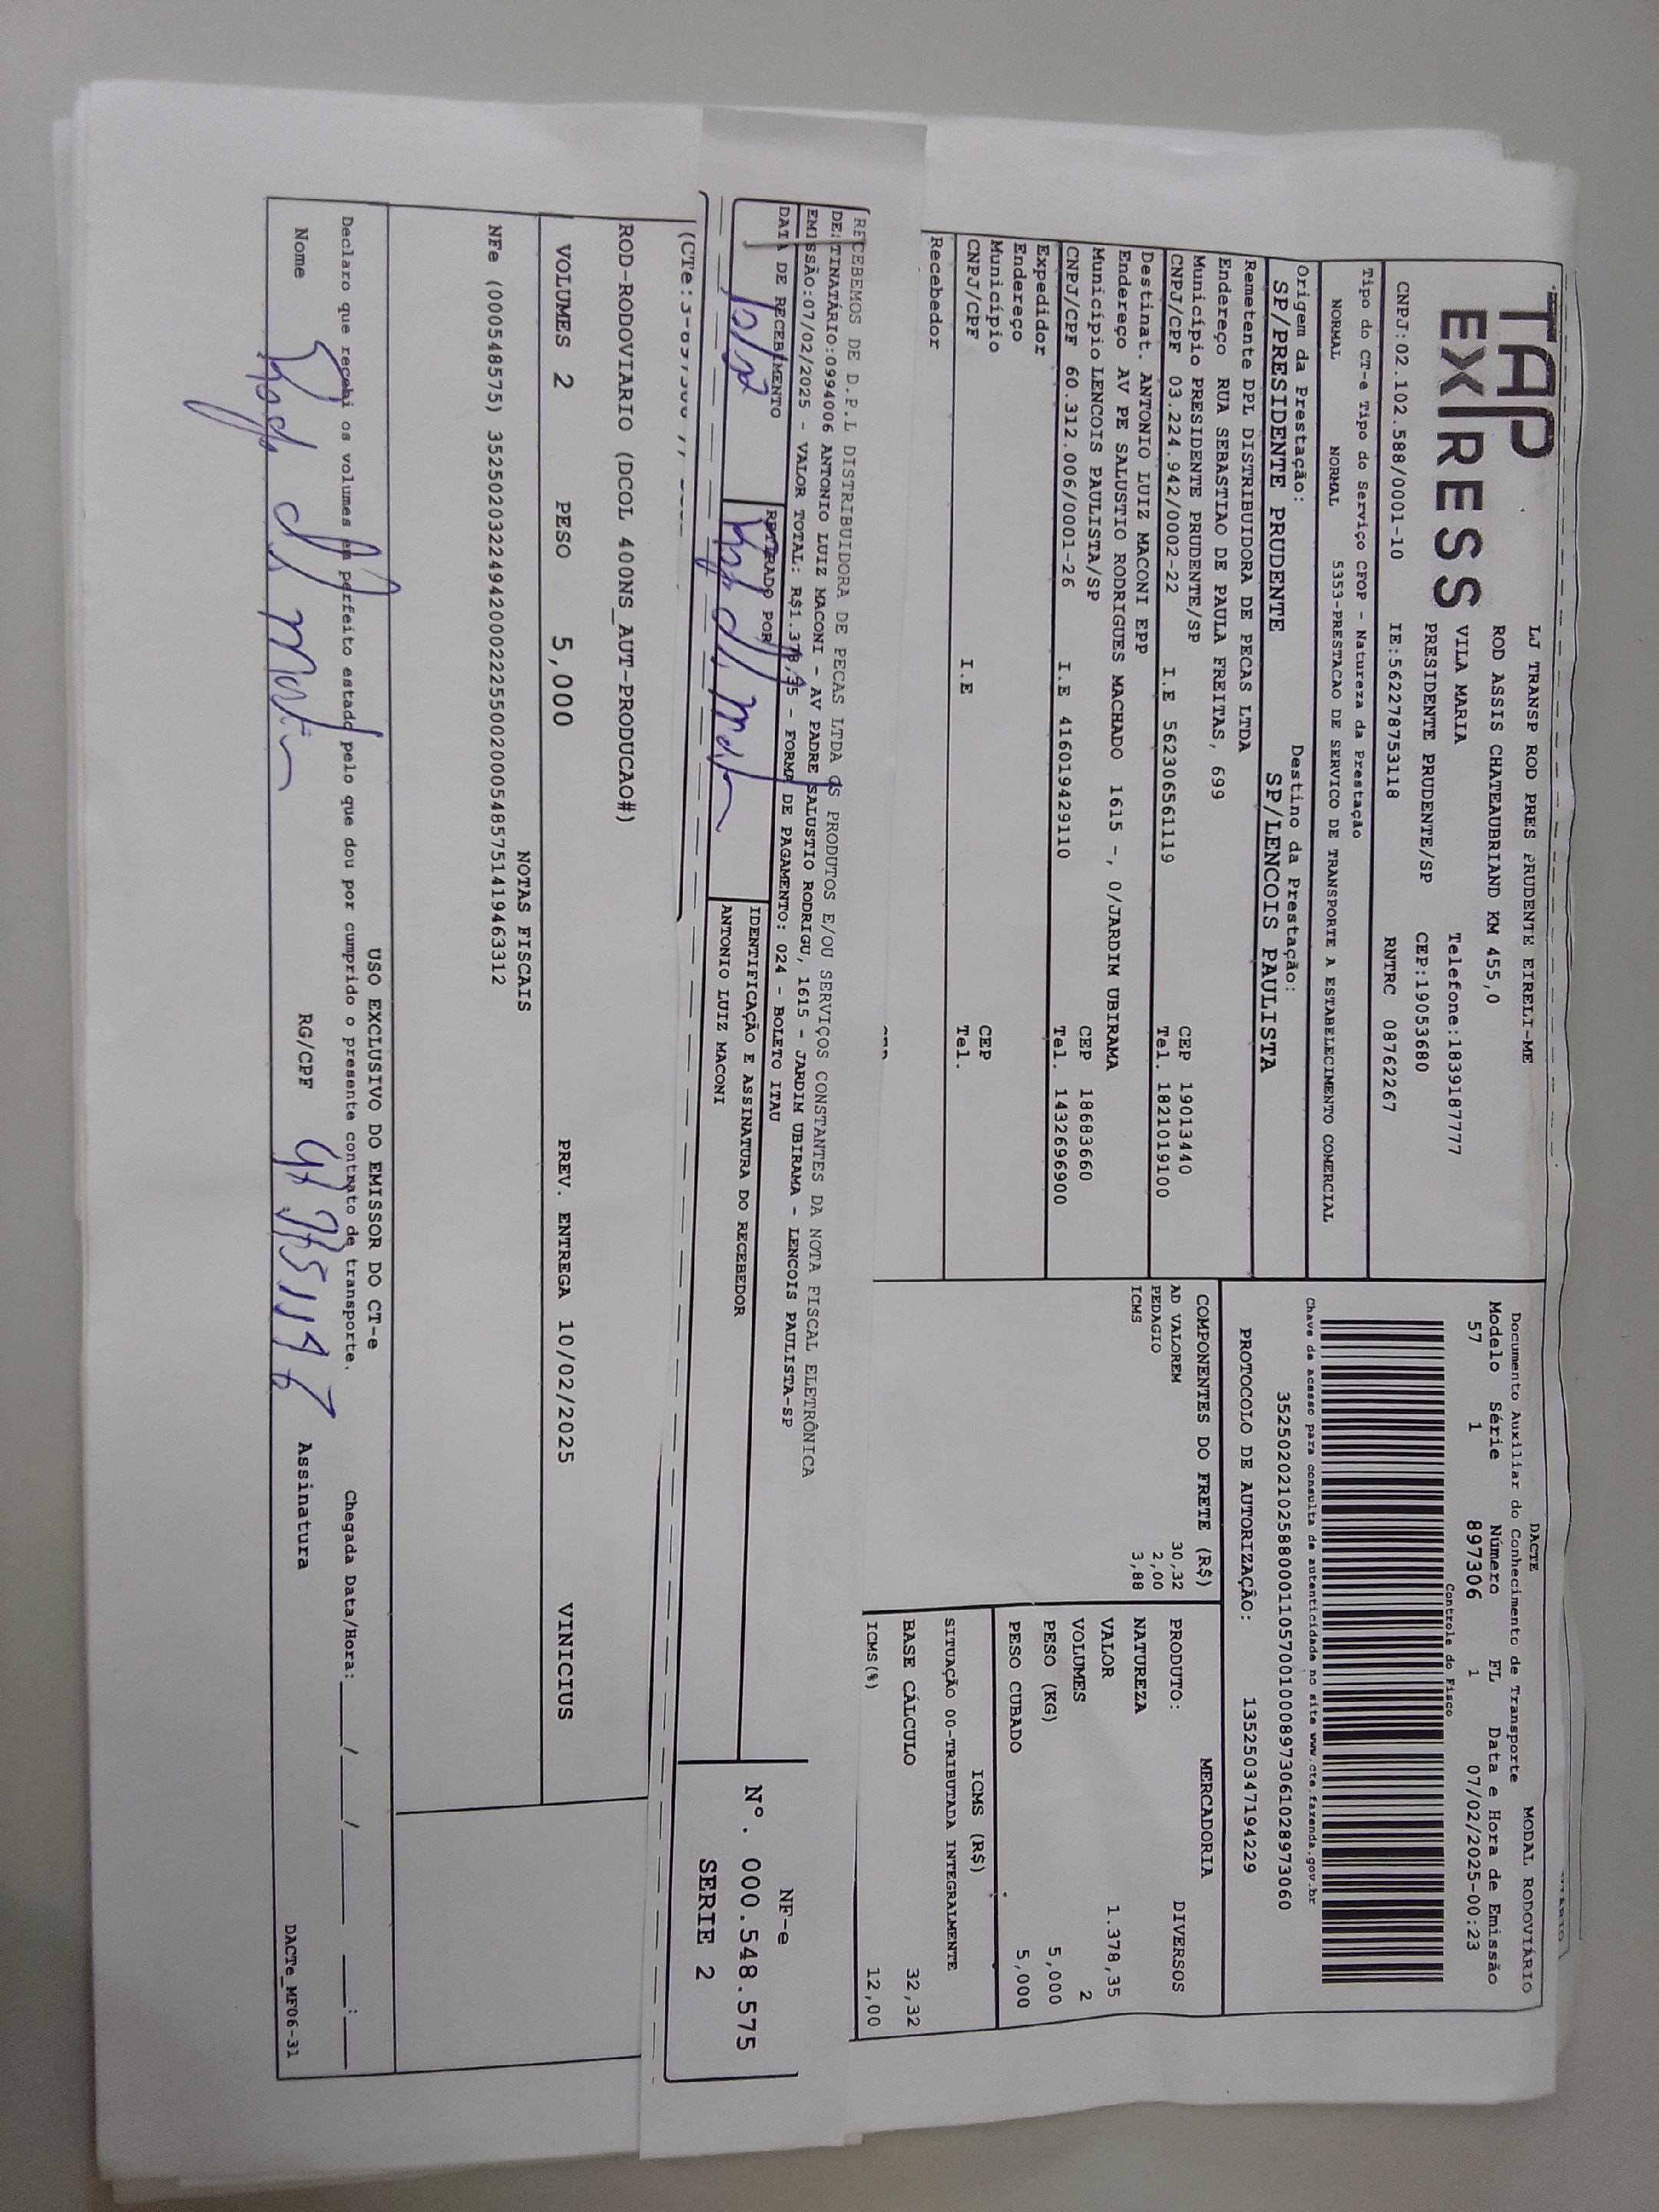 TAP
EXPRESS
LJ TRANSP ROD PRES PRUDENTE EIRELI-ME
ROD ASSIS CHATEAUBRIAND KM 455,0
VILA MARIA Telefone:1839187777
PRESIDENTE PRUDENTE/SP CEP:19053680
CNPJ:02.102.588/0001-10 IE:562278753118 RNTRC 08762267
Tipo do CT-e Tipo do Serviço CFOP - Natureza da Prestação
NORMAL NORMAL 5353-PRESTACAO DE SERVICO DE TRANSPORTE A ESTABELECIMENTO COMERCIAL
Origem da Prestação: Destino da Prestação:
SP/PRESIDENTE PRUDENTE SP/LENCOIS PAULISTA
Remetente DPL DISTRIBUIDORA DE PECAS LTDA
Endereço RUA SEBASTIAO DE PAULA FREITAS, 699
Município PRESIDENTE PRUDENTE/SP CEP 19013440
CNPJ/CPF 03.224.942/0002-22 I.E 562306561119 Tel. 1821019100
Destinat. ANTONIO LUIZ MACONI EPP
Endereço AV PE SALUSTIO RODRIGUES MACHADO 1615 -, 0/JARDIM UBIRAMA
Município LENCOIS PAULISTA/SP CEP 18683660
CNPJ/CPF 60.312.006/0001-26 I.E 416019429110 Tel. 1432696900
Expedidor
Endereço
Município CEP
CNPJ/CPF I.E Tel.
Recebedor
DACTE MODAL RODOVIÁRIO
Documento Auxiliar do Conhecimento de Transporte
Modelo Série Número FL Data e Hora de Emissão
57 1 897306 1 07/02/2025-00:23
Controle do Fisco
Chave de acesso para consulta de autenticidade no site www.cte.fazenda.gov.br
35250202102588000110570010008973061028973060
PROTOCOLO DE AUTORIZAÇÃO: 135250347194229
COMPONENTES DO FRETE (R$)
AD VALOREM 30,32
PEDAGIO 2,00
ICMS 3,88
MERCADORIA
PRODUTO: DIVERSOS
NATUREZA
VALOR 1.378,35
VOLUMES 2
PESO (KG) 5,000
PESO CUBADO 5,000
ICMS (R$)
SITUAÇÃO 00-TRIBUTADA INTEGRALMENTE
BASE CÁLCULO 32,32
ICMS(%) 12,00
RECEBEMOS DE D.P.L DISTRIBUIDORA DE PECAS LTDA OS PRODUTOS E/OU SERVIÇOS CONSTANTES DA NOTA FISCAL ELETRÔNICA
DESTINATÁRIO:0994006 ANTONIO LUIZ MACONI - AV PADRE SALUSTIO RODRIGU, 1615 - JARDIM UBIRAMA - LENCOIS PAULISTA-SP
EMISSÃO:07/02/2025 - VALOR TOTAL: R$1.378,35 - FORMA DE PAGAMENTO: 024 - BOLETO ITAU
DATA DE RECEBIMENTO RETIRADO POR IDENTIFICAÇÃO E ASSINATURA DO RECEBEDOR
ANTONIO LUIZ MACONI
NF-e
Nº. 000.548.575
SERIE 2
ROD-RODOVIARIO (DCOL 400NS_AUT-PRODUCAO#)
VOLUMES 2 PESO 5,000 PREV. ENTREGA 10/02/2025 VINICIUS
NOTAS FISCAIS
NFe (000548575) 35250203224942000222550020005485751419463312
USO EXCLUSIVO DO EMISSOR DO CT-e
Declaro que recebi os volumes em perfeito estado pelo que dou por cumprido o presente contrato de transporte. Chegada Data/Hora:____/____/______ ___:___
Nome RG/CPF Assinatura
DACTe_MF06-31